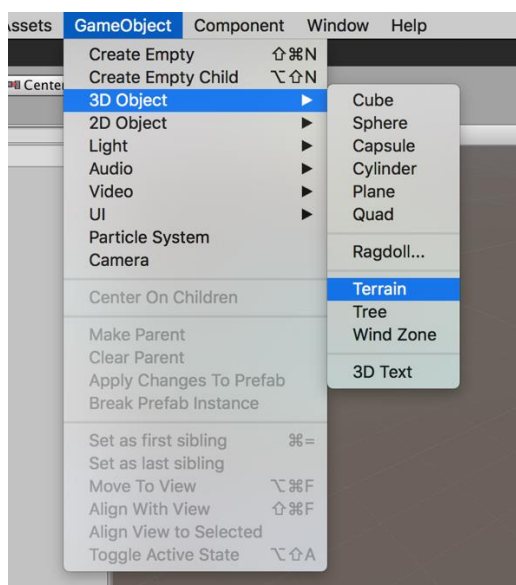 Assets GameObject Component Window Help
Center
Create Empty ⇧⌘N
Create Empty Child ⌥⇧N
3D Object ▶
2D Object ▶
Light ▶
Audio ▶
Video ▶
UI ▶
Particle System
Camera
Center On Children
Make Parent
Clear Parent
Apply Changes To Prefab
Break Prefab Instance
Set as first sibling ⌘=
Set as last sibling
Move To View ⌥⌘F
Align With View ⇧⌘F
Align View to Selected
Toggle Active State ⌥⇧A
Cube
Sphere
Capsule
Cylinder
Plane
Quad
Ragdoll...
Terrain
Tree
Wind Zone
3D Text